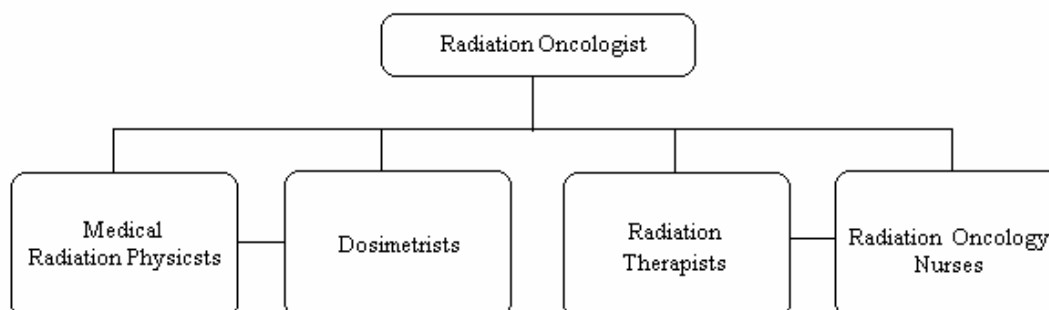 Radiation Oncologist
Medical
Radiation Physicsts
Dosimetrists
Radiation
Therapists
Radiation Oncology
Nurses